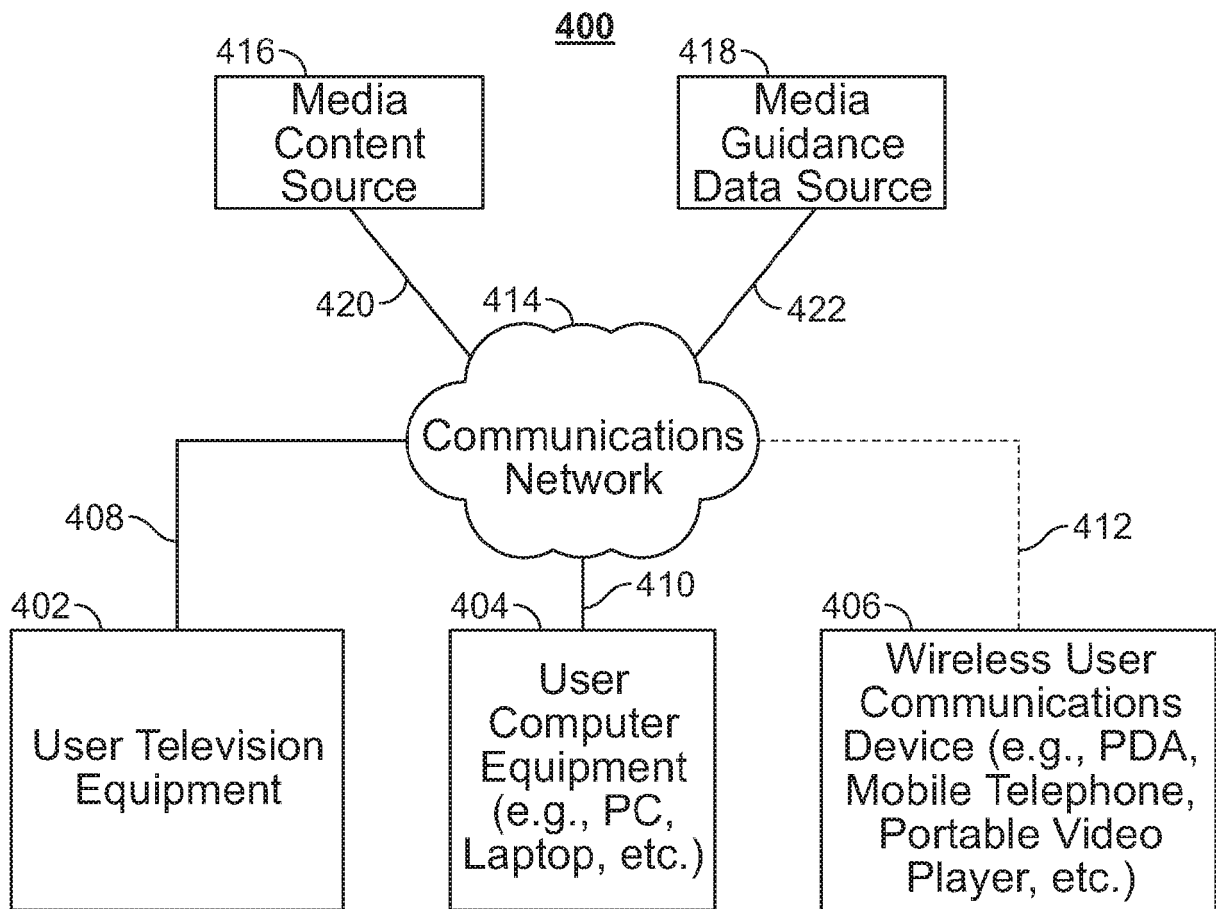 400
416
Media
Content
Source
418
Media
Guidance
Data Source
420
414
422
Communications
Network
408
410
412
402
User Television
Equipment
404
User
Computer
Equipment
(e.g., PC,
Laptop, etc.)
406
Wireless User
Communications
Device (e.g., PDA,
Mobile Telephone,
Portable Video
Player, etc.)